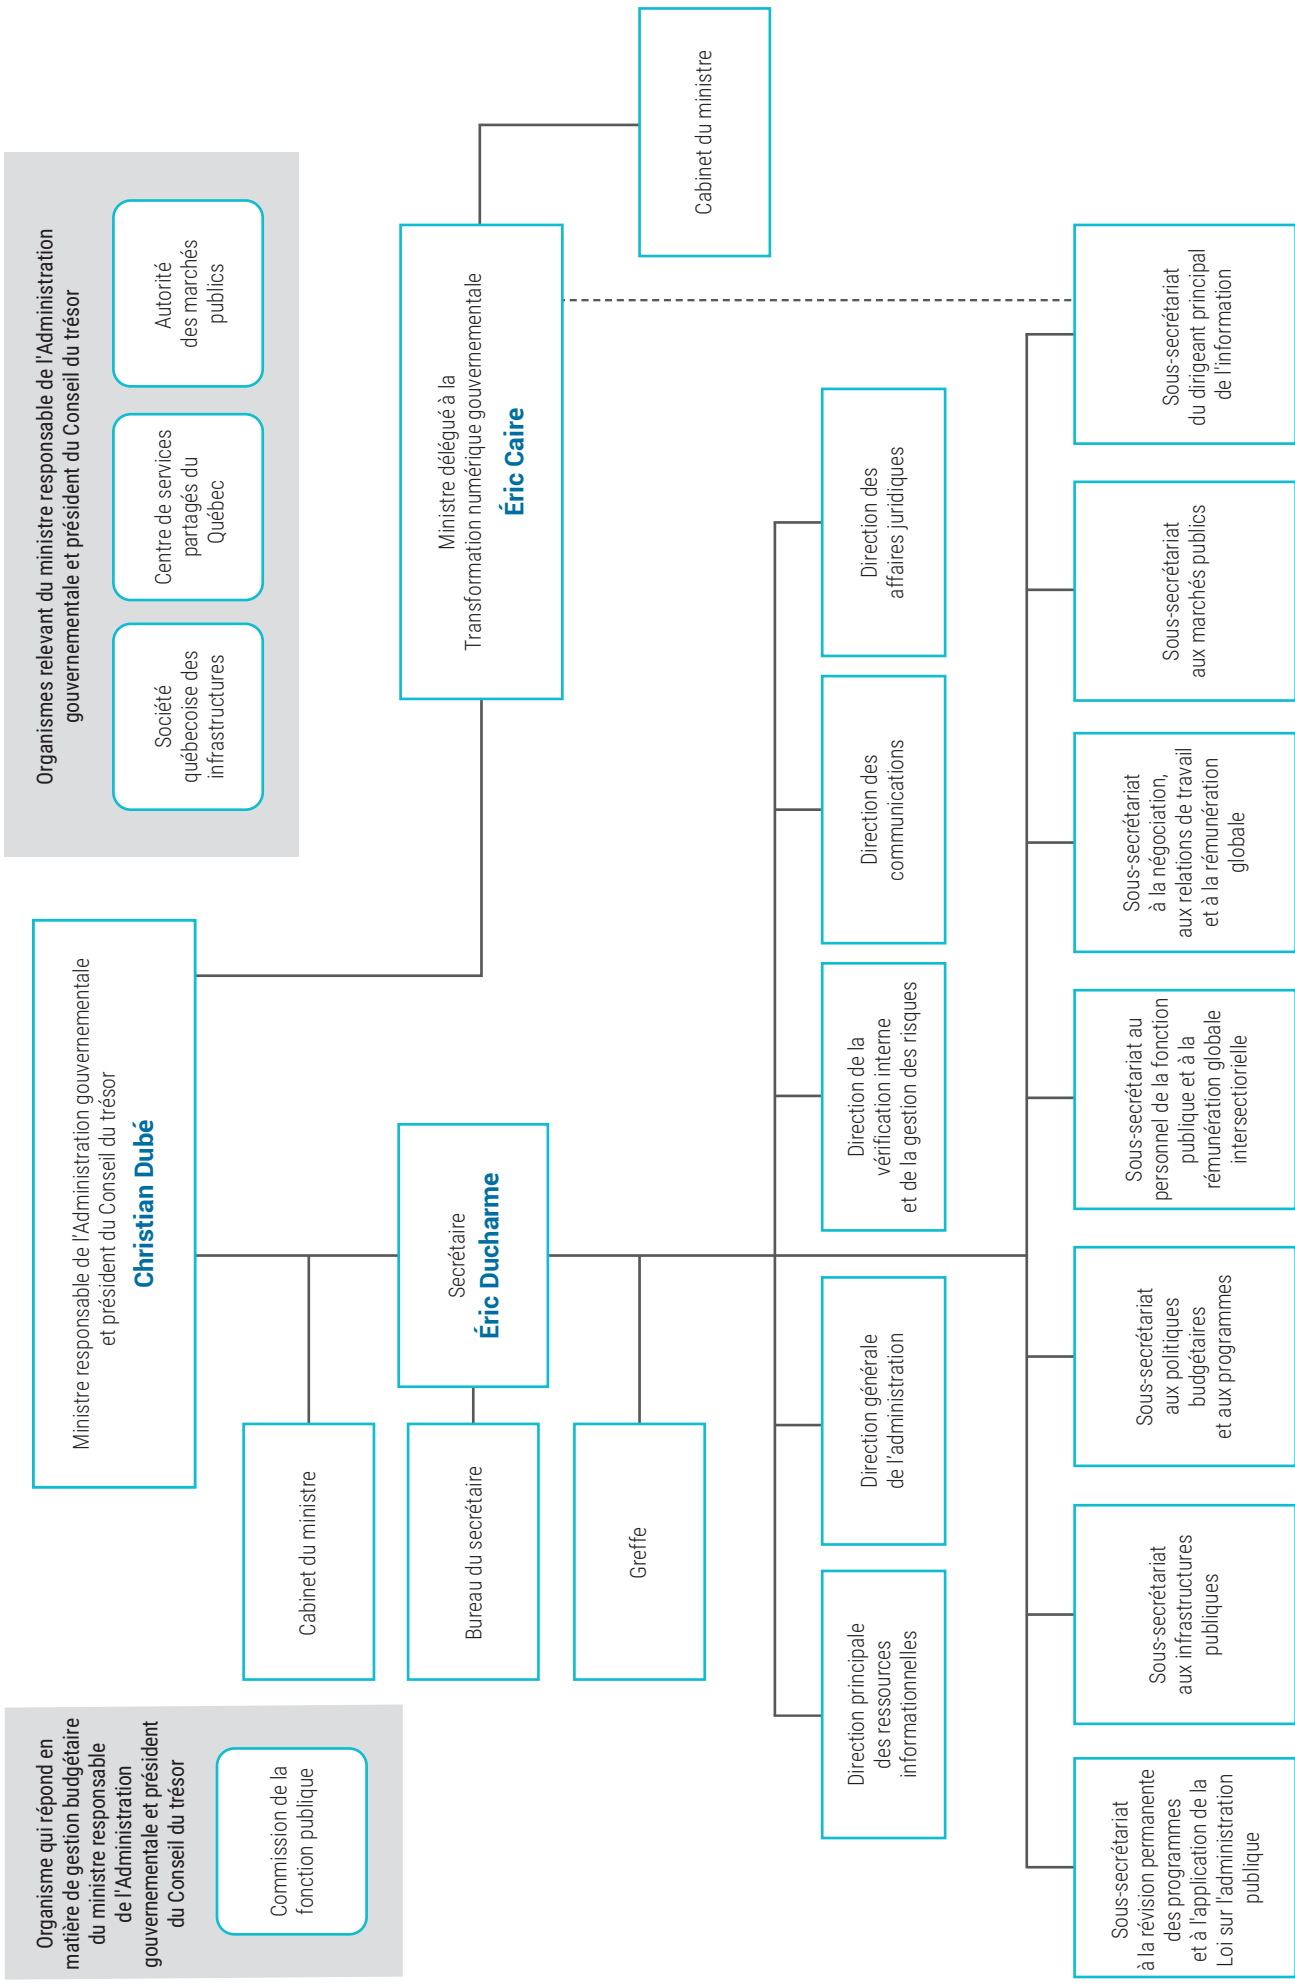 Organisme qui répond en
matière de gestion budgétaire
du ministre responsable
de l'Administration
gouvernementale et président
du Conseil du trésor
Commission de la
fonction publique
Ministre responsable de l'Administration gouvernementale
et président du Conseil du trésor
Christian Dubé
Organismes relevant du ministre responsable de l'Administration
gouvernementale et président du Conseil du trésor
Société
québecoise des
infrastructures
Centre de services
partagés du
Québec
Autorité
des marchés
publics
Cabinet du ministre
Secrétaire
Éric Ducharme
Ministre délégué à la
Transformation numérique gouvernementale
Éric Caire
Bureau du secrétaire
Greffe
Cabinet du ministre
Direction principale
des ressources
informationnelles
Direction générale
de l'administration
Direction de la
vérification interne
et de la gestion des risques
Direction des
communications
Direction des
affaires juridiques
Sous-secrétariat
à la révision permanente
des programmes
et à l'application de la
Loi sur l'administration
publique
Sous-secrétariat
aux infrastructures
publiques
Sous-secrétariat
aux politiques
budgétaires
et aux programmes
Sous-secrétariat au
personnel de la fonction
publique et à la
rémunération globale
intersectiorielle
Sous-secrétariat
à la négociation,
aux relations de travail
et à la rémunération
globale
Sous-secrétariat
aux marchés publics
Sous-secrétariat
du dirigeant principal
de l'information